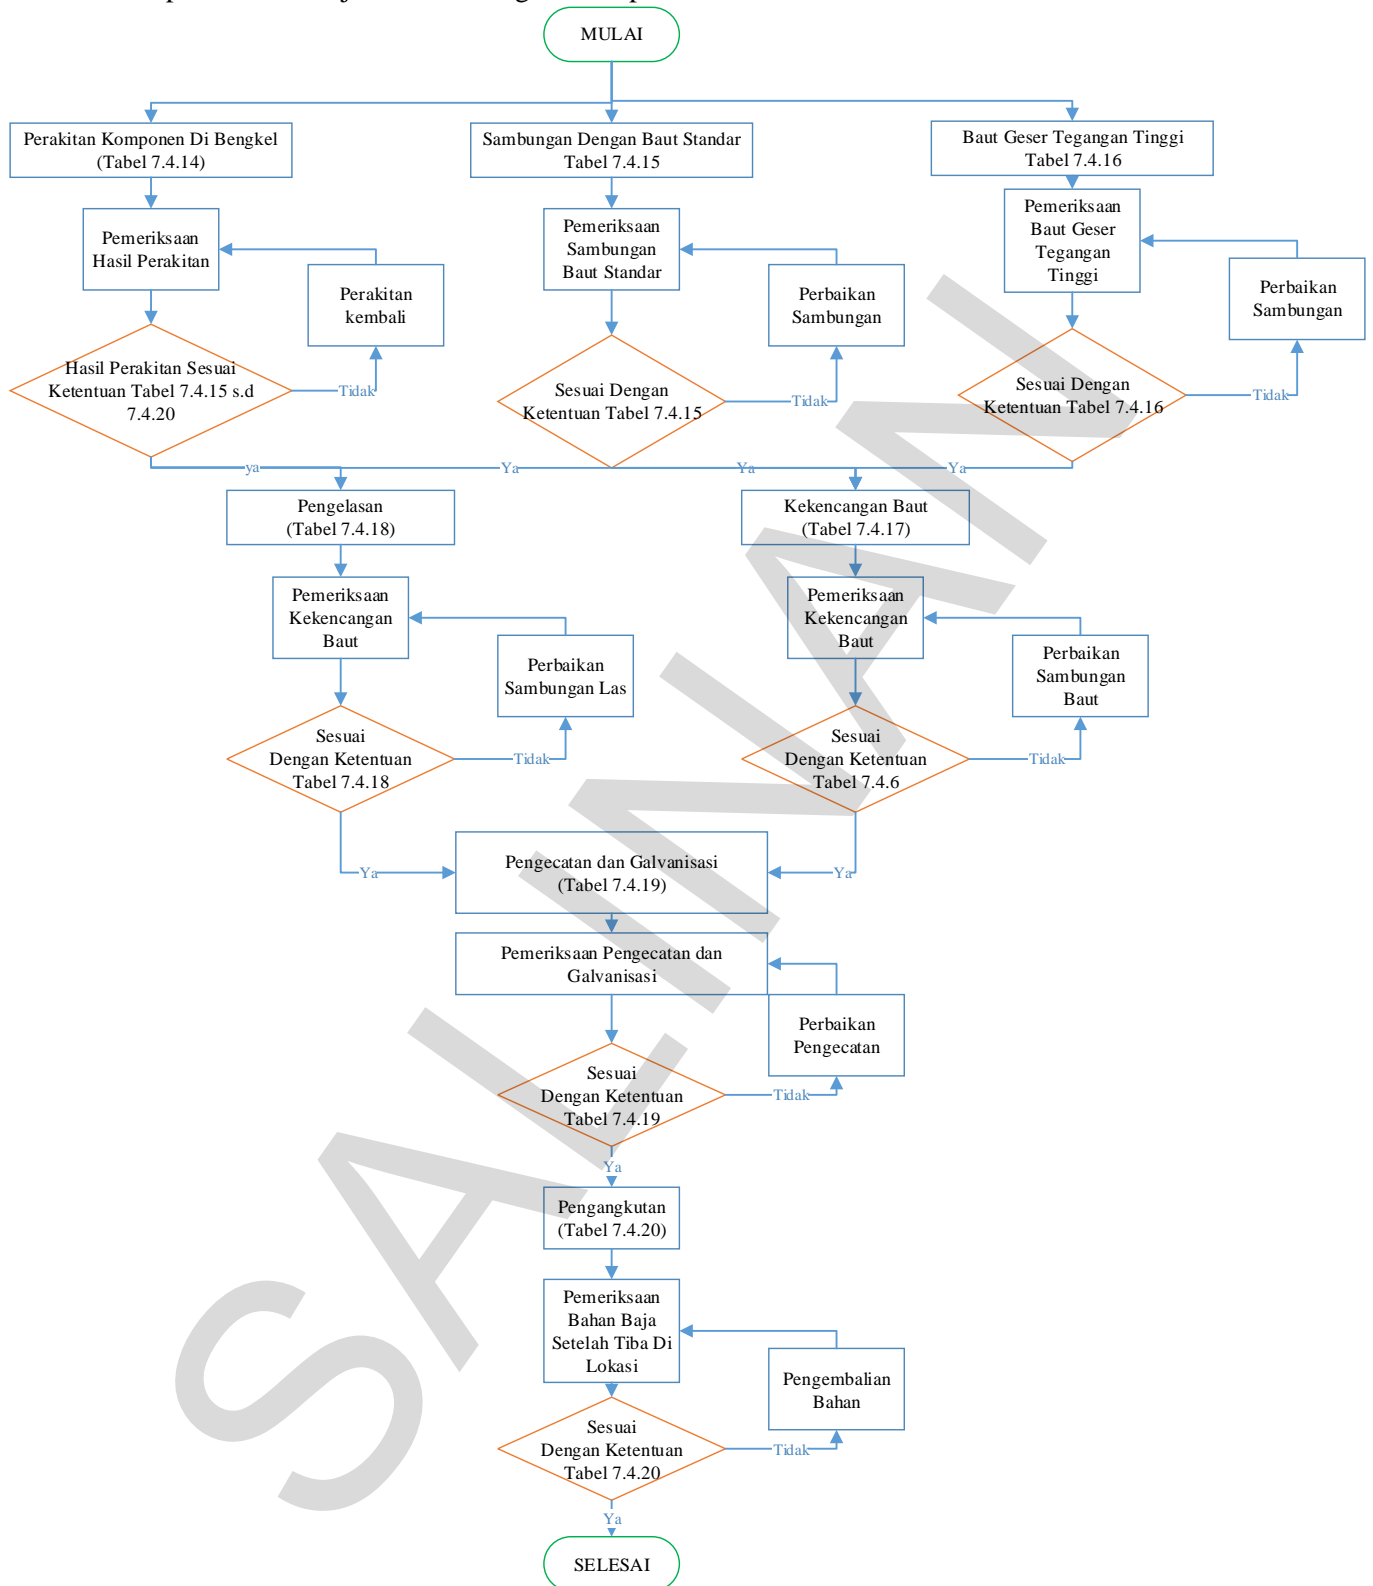 MULAI
Perakitan Komponen Di Bengkel
(Tabel 7.4.14)
Sambungan Dengan Baut Standar
Tabel 7.4.15
Baut Geser Tegangan Tinggi
Tabel 7.4.16
Pemeriksaan
Hasil Perakitan
Perakitan
kembali
Pemeriksaan
Sambungan
Baut Standar
Perbaikan
Sambungan
Pemeriksaan
Baut Geser
Tegangan
Tinggi
Perbaikan
Sambungan
Hasil Perakitan Sesuai
Ketentuan Tabel 7.4.15 s.d
7.4.20
Tidak
Sesuai Dengan
Ketentuan Tabel 7.4.15
Tidak
Sesuai Dengan
Ketentuan Tabel 7.4.16
Tidak
ya
Ya
Ya
Ya
Pengelasan
(Tabel 7.4.18)
Kekencangan Baut
(Tabel 7.4.17)
Pemeriksaan
Kekencangan
Baut
Perbaikan
Sambungan Las
Pemeriksaan
Kekencangan
Baut
Perbaikan
Sambungan
Baut
Sesuai
Dengan Ketentuan
Tabel 7.4.18
Tidak
Sesuai
Dengan Ketentuan
Tabel 7.4.6
Tidak
Ya
Pengecatan dan Galvanisasi
(Tabel 7.4.19)
Ya
Pemeriksaan Pengecatan dan
Galvanisasi
Perbaikan
Pengecatan
Sesuai
Dengan Ketentuan
Tabel 7.4.19
Tidak
Ya
Pengangkutan
(Tabel 7.4.20)
Pemeriksaan
Bahan Baja
Setelah Tiba Di
Lokasi
Pengembalian
Bahan
Sesuai
Dengan Ketentuan
Tabel 7.4.20
Tidak
Ya
SELESAI
SALINAN